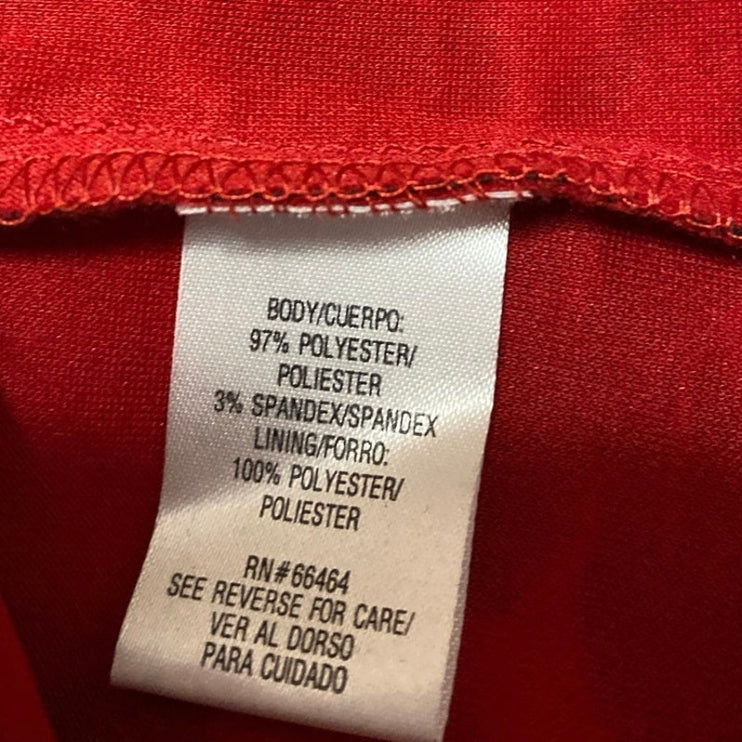 BODY/CUERPO:
97% POLYESTER/
POLIESTER
3% SPANDEX/SPANDEX
LINING/FORRO:
100% POLYESTER/
POLIESTER
RN#66464
SEE REVERSE FOR CARE/
VER AL DORSO
PARA CUIDADO